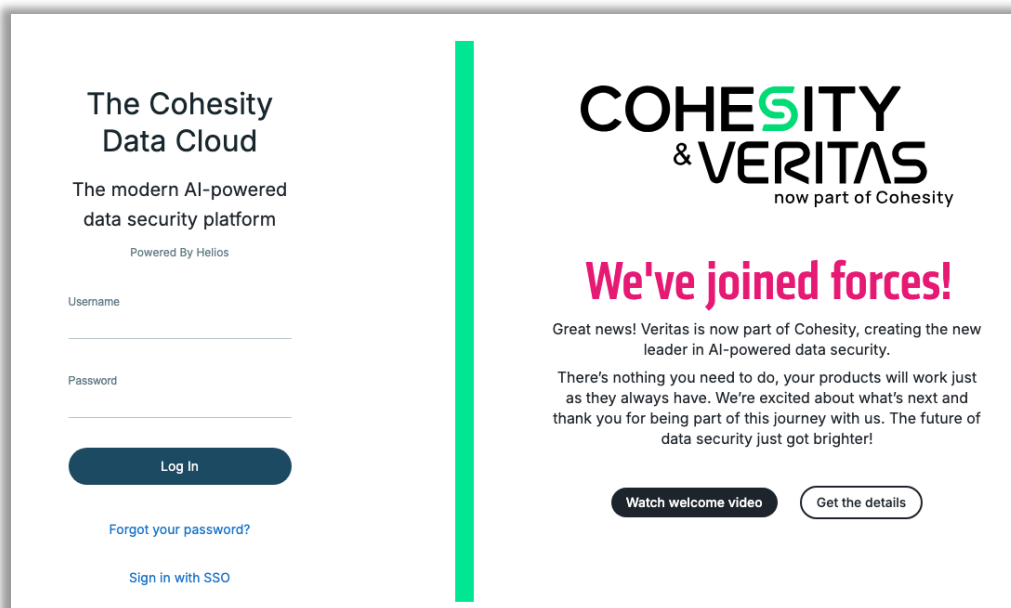 The Cohesity
Data Cloud
The modern AI-powered
data security platform
Powered By Helios
Username
Password
Log In
Forgot your password?
Sign in with SSO
COHESITY
& VERITAS
now part of Cohesity
We've joined forces!
Great news! Veritas is now part of Cohesity, creating the new
leader in AI-powered data security.
There’s nothing you need to do, your products will work just
as they always have. We’re excited about what’s next and
thank you for being part of this journey with us. The future of
data security just got brighter!
Watch welcome video
Get the details